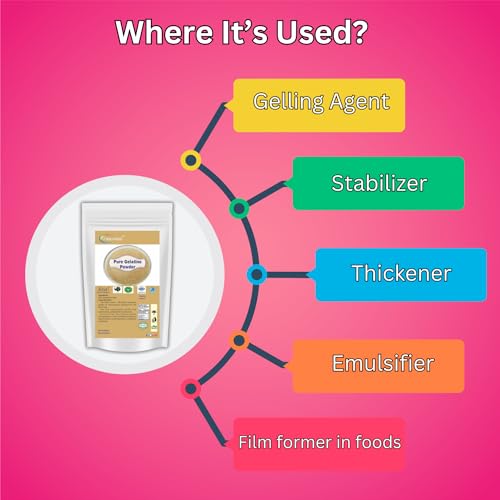 Where It’s Used?
Gelling Agent
Stabilizer
Thickener
Emulsifier
Film former in foods
Pure Gelatine
Powder